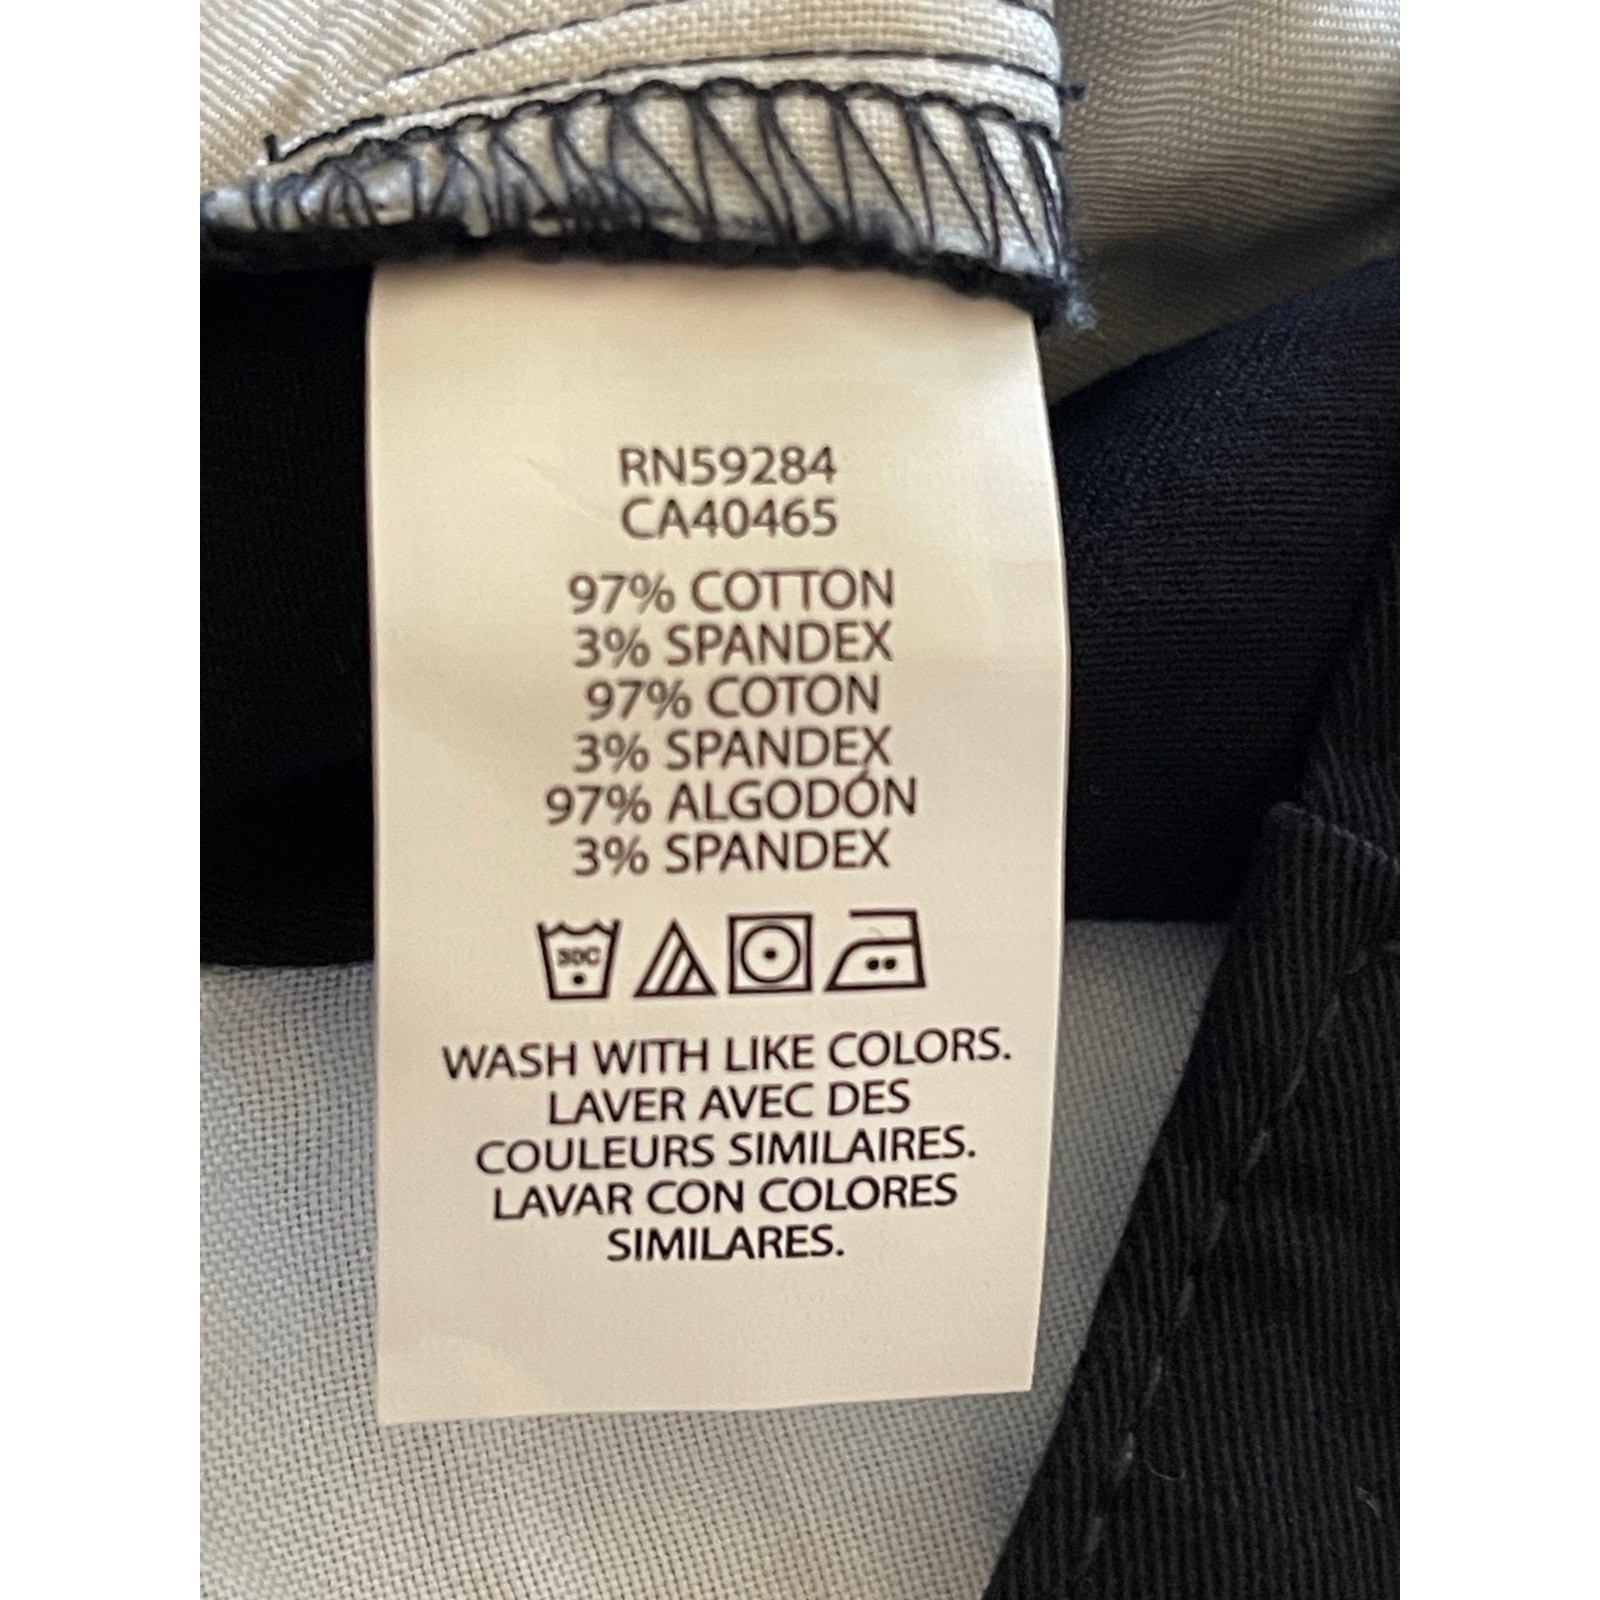 RN59284
CA40465
97% COTTON
3% SPANDEX
97% COTON
3% SPANDEX
97% ALGODÓN
3% SPANDEX
30C
WASH WITH LIKE COLORS.
LAVER AVEC DES
COULEURS SIMILAIRES.
LAVAR CON COLORES
SIMILARES.